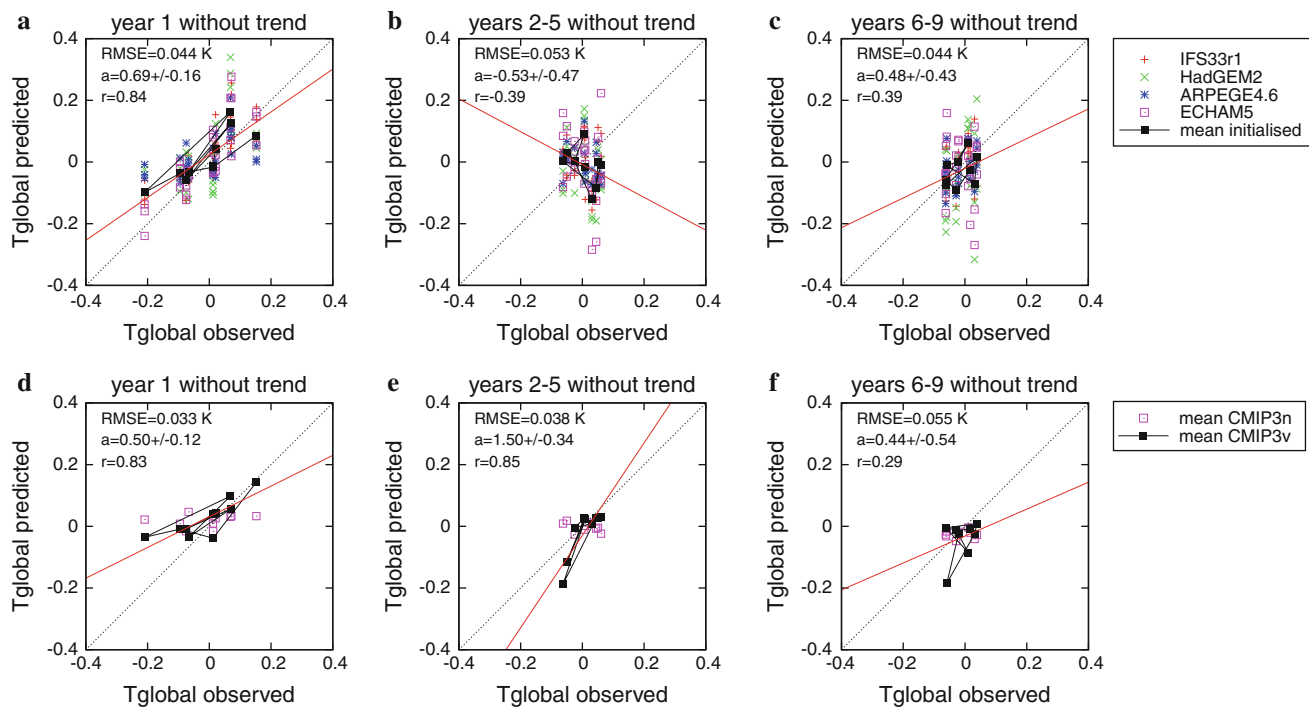 a year 1 without trend
RMSE=0.044 K
a=0.69+/-0.16
r=0.84
0.4
0.2
0
-0.2
-0.4
-0.4 -0.2 0 0.2 0.4
Tglobal predicted
Tglobal observed
b years 2-5 without trend
RMSE=0.053 K
a=-0.53+/-0.47
r=-0.39
0.4
0.2
0
-0.2
-0.4
-0.4 -0.2 0 0.2 0.4
Tglobal predicted
Tglobal observed
c years 6-9 without trend
RMSE=0.044 K
a=0.48+/-0.43
r=0.39
0.4
0.2
0
-0.2
-0.4
-0.4 -0.2 0 0.2 0.4
Tglobal predicted
Tglobal observed
IFS33r1
HadGEM2
ARPEGE4.6
ECHAM5
mean initialised
d year 1 without trend
RMSE=0.033 K
a=0.50+/-0.12
r=0.83
0.4
0.2
0
-0.2
-0.4
-0.4 -0.2 0 0.2 0.4
Tglobal predicted
Tglobal observed
e years 2-5 without trend
RMSE=0.038 K
a=1.50+/-0.34
r=0.85
0.4
0.2
0
-0.2
-0.4
-0.4 -0.2 0 0.2 0.4
Tglobal predicted
Tglobal observed
f years 6-9 without trend
RMSE=0.055 K
a=0.44+/-0.54
r=0.29
0.4
0.2
0
-0.2
-0.4
-0.4 -0.2 0 0.2 0.4
Tglobal predicted
Tglobal observed
mean CMIP3n
mean CMIP3v